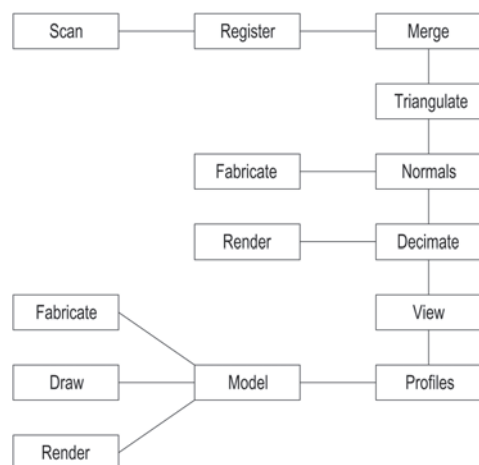 Scan
Register
Merge
Triangulate
Fabricate
Normals
Render
Decimate
Fabricate
View
Draw
Model
Profiles
Render